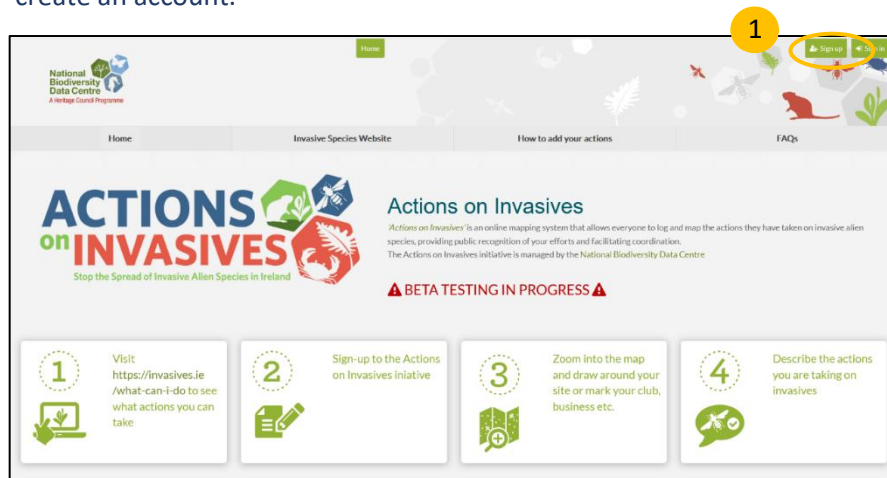 create an account.
1
Home
Sign up
Sign in
National
Biodiversity
Data Centre
A Heritage Council Programme
Home
Invasive Species Website
How to add your actions
FAQs
ACTIONS
on INVASIVES
Stop the Spread of Invasive Alien Species in Ireland
Actions on Invasives
'Actions on Invasives' is an online mapping system that allows everyone to log and map the actions they have taken on invasive alien
species, providing public recognition of your efforts and facilitating coordination.
The Actions on Invasives initiative is managed by the National Biodiversity Data Centre
BETA TESTING IN PROGRESS
1
Visit
https://invasives.ie
/what-can-i-do to see
what actions you can
take
2
Sign-up to the Actions
on Invasives iniative
3
Zoom into the map
and draw around your
site or mark your club,
business etc.
4
Describe the actions
you are taking on
invasives